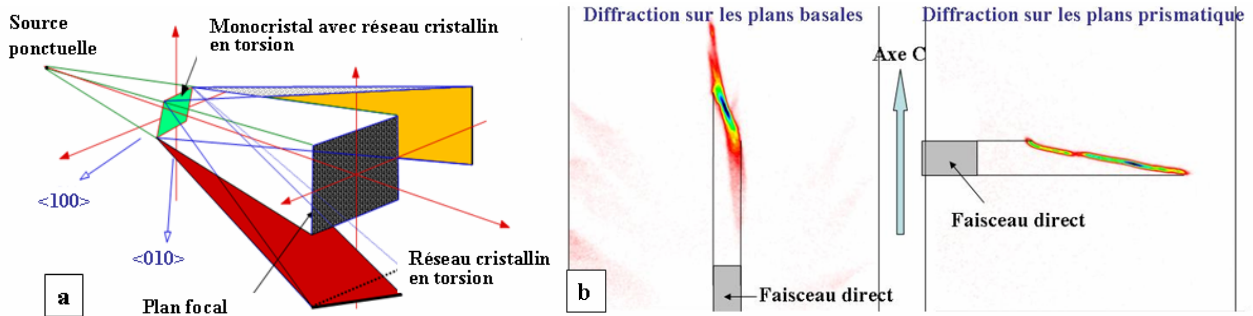 Source
ponctuelle
Monocristal avec réseau cristallin
en torsion
<100>
<010>
a
Plan focal
Réseau cristallin
en torsion
Diffraction sur les plans basales
Faisceau direct
b
Axe C
Diffraction sur les plans prismatique
Faisceau direct